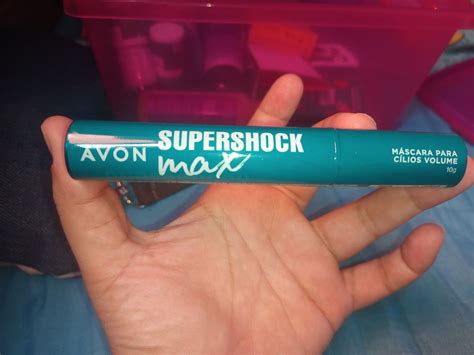 AVON
SUPERSHOCK
max
MÁSCARA PARA
CÍLIOS VOLUME
10g